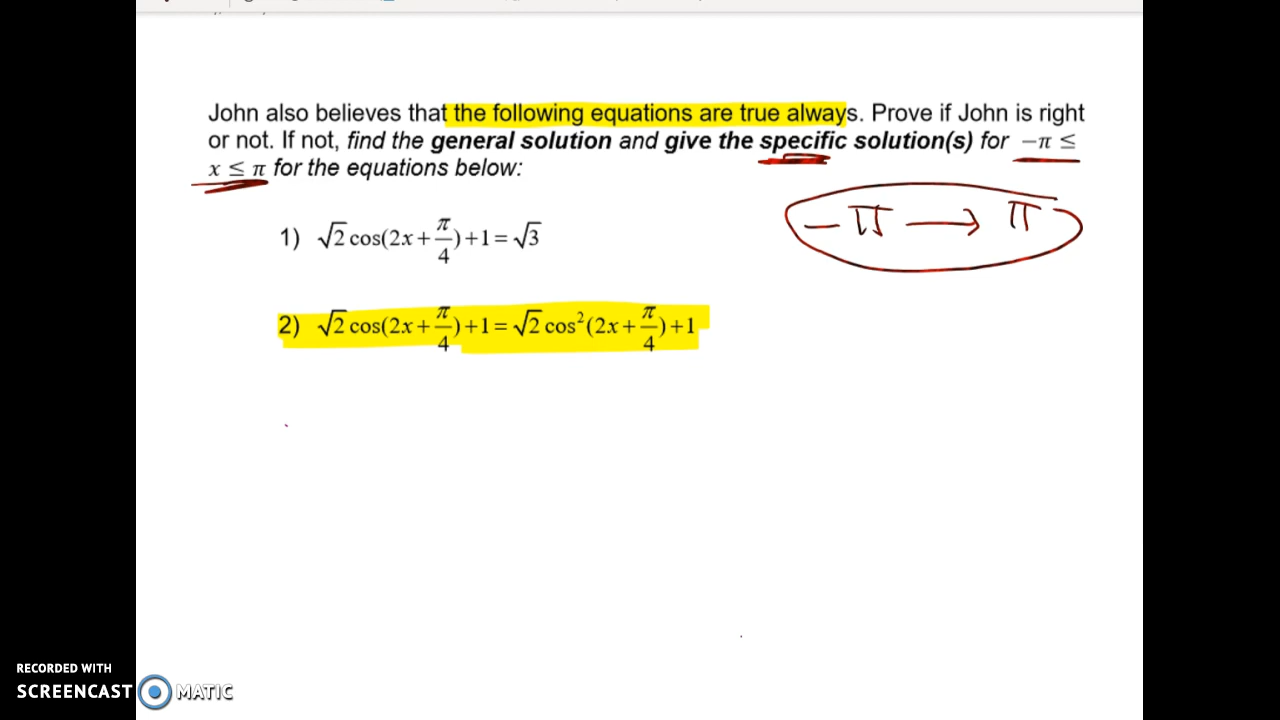 John also believes that the following equations are true always. Prove if John is right
or not. If not, find the general solution and give the specific solution(s) for −π ≤
x ≤ π for the equations below:
−π → π
1) √2 cos(2x + π/4) + 1 = √3
2) √2 cos(2x + π/4) + 1 = √2 cos²(2x + π/4) + 1
RECORDED WITH
SCREENCAST MATIC